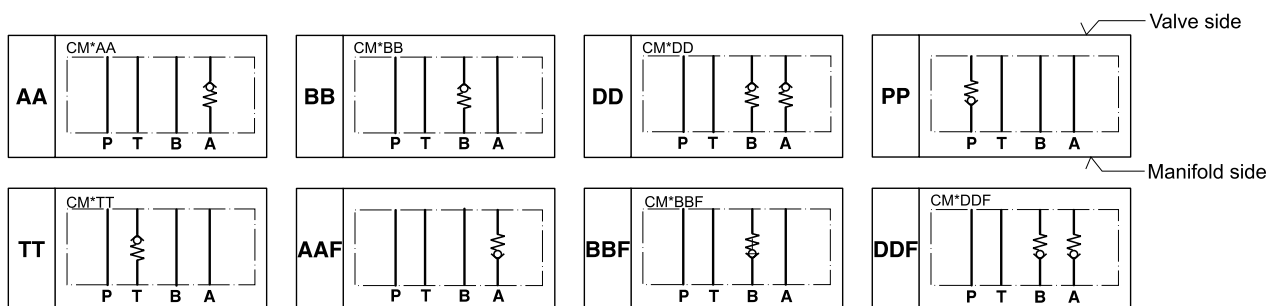 Valve side
AA
CM*AA
P T B A
BB
CM*BB
P T B A
DD
CM*DD
P T B A
PP
P T B A
Manifold side
TT
CM*TT
P T B A
AAF
P T B A
BBF
CM*BBF
P T B A
DDF
CM*DDF
P T B A